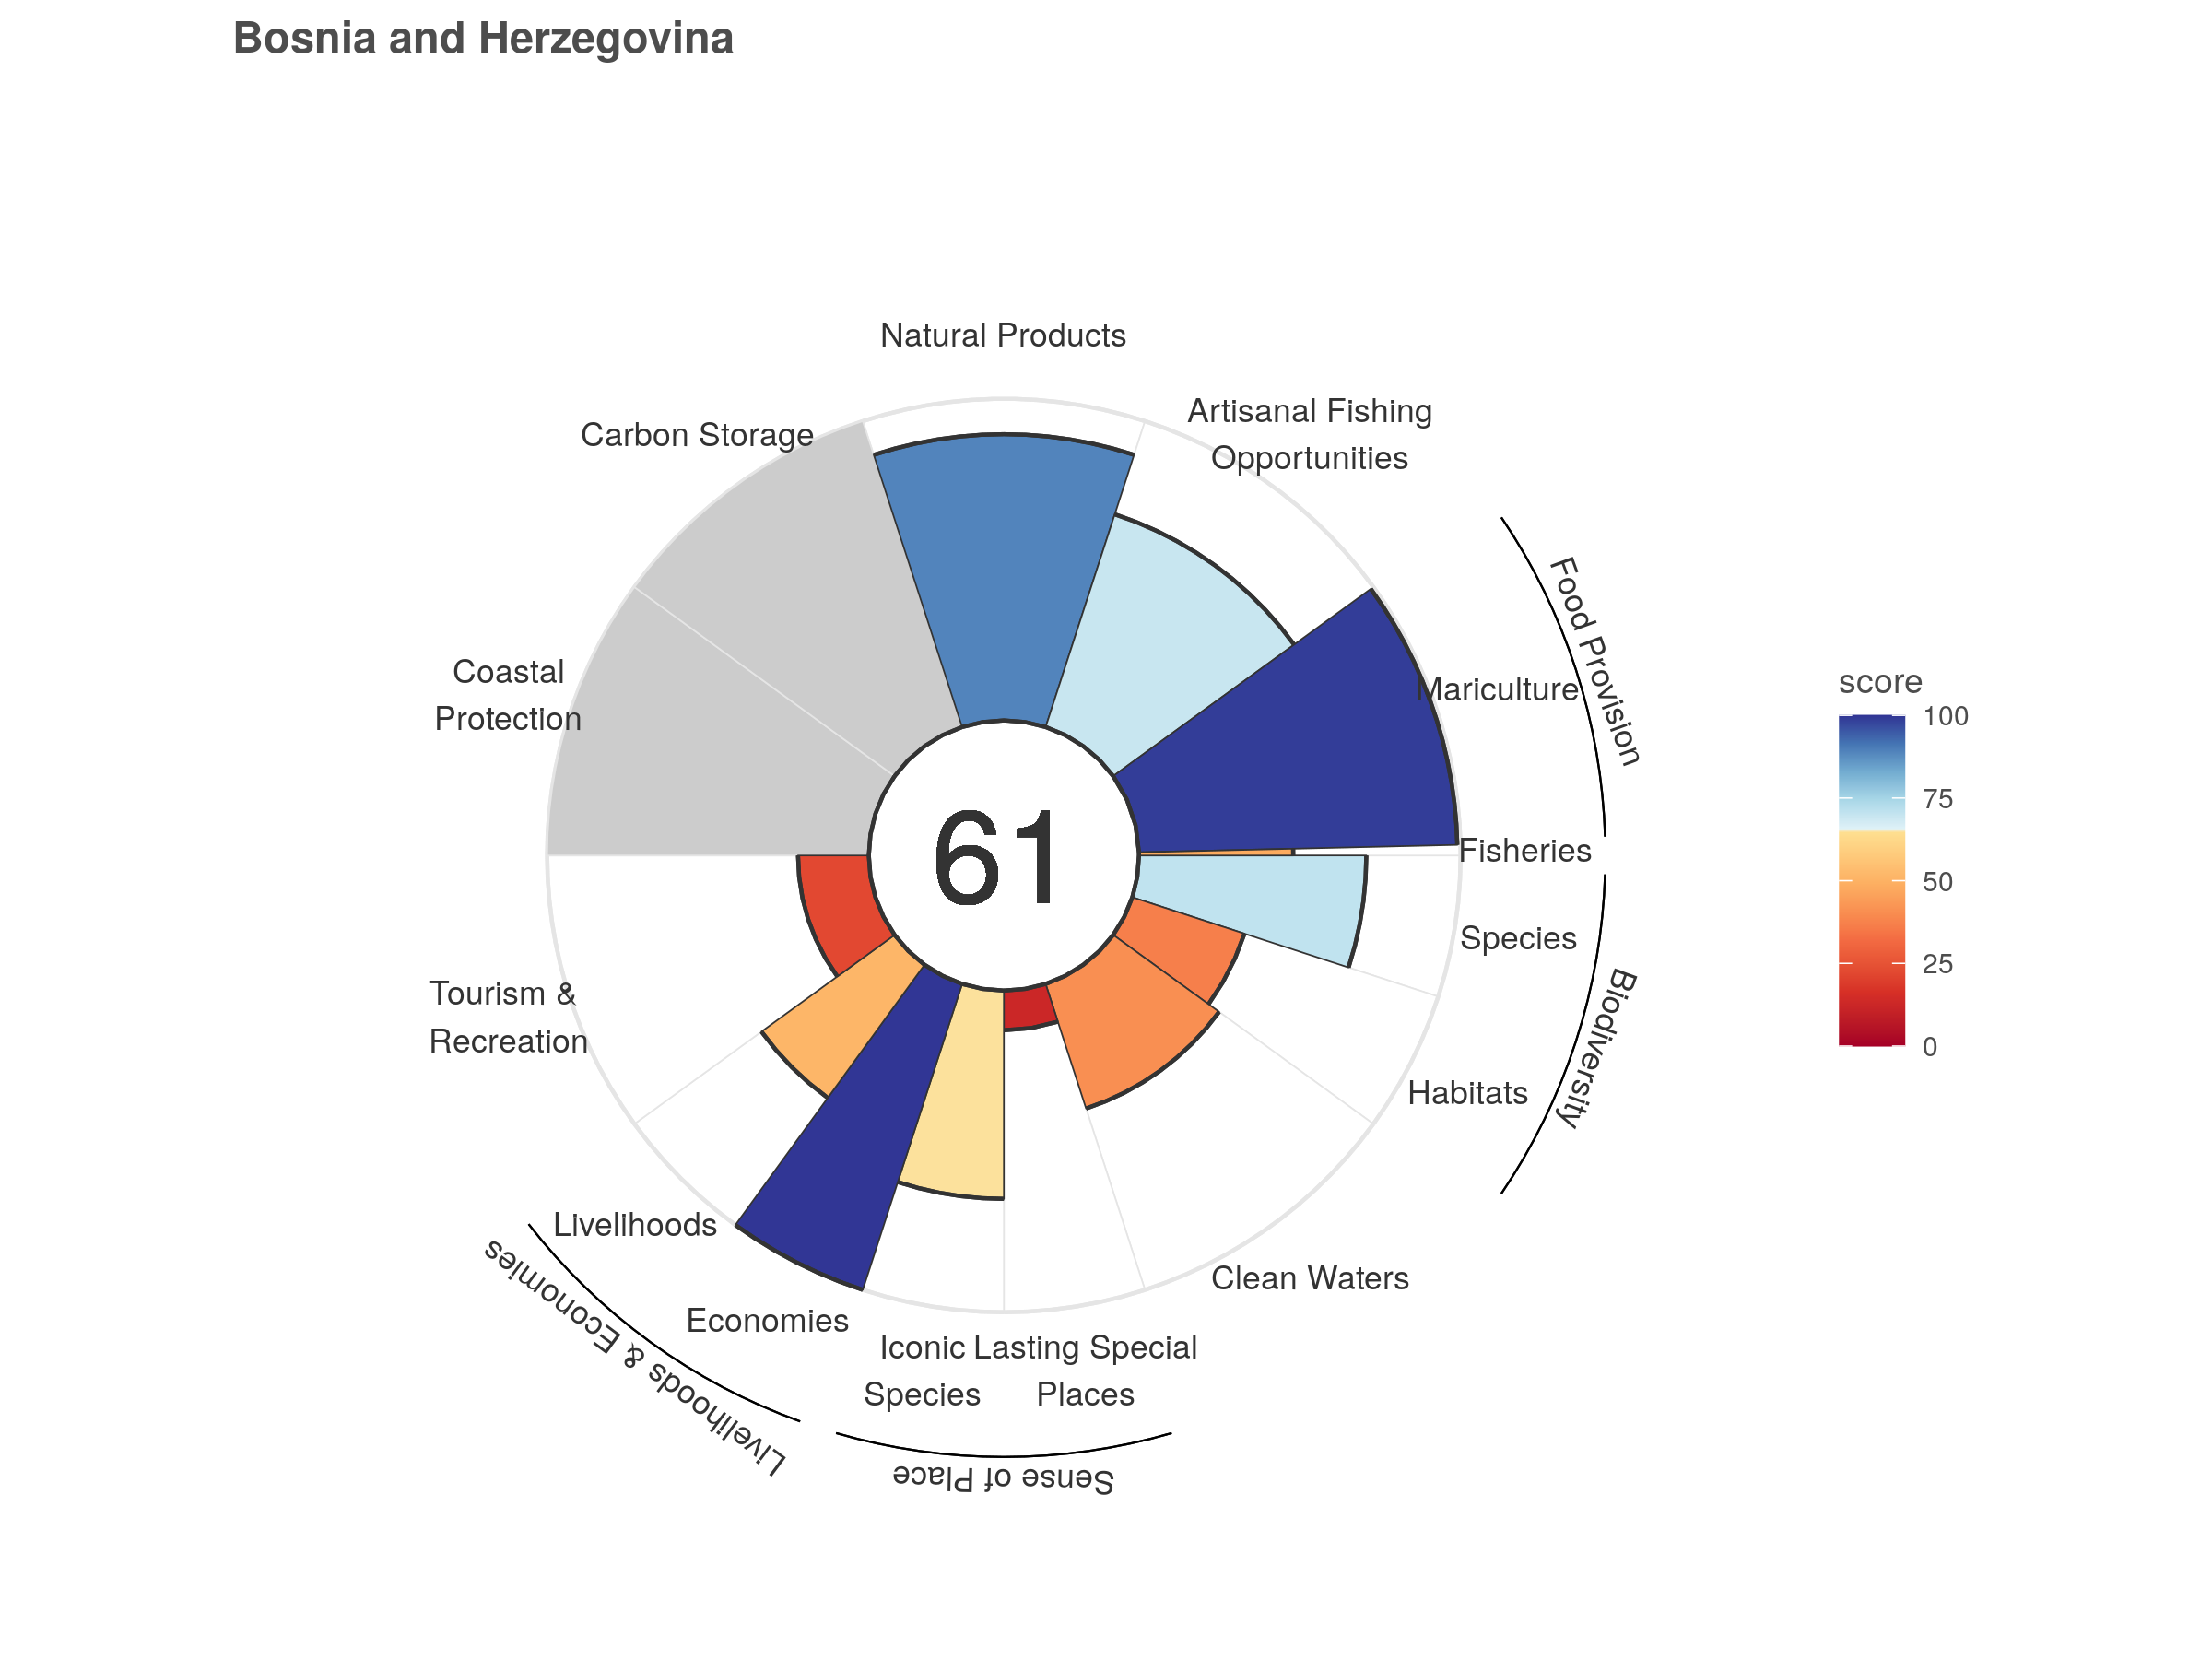 Bosnia and Herzegovina
Natural Products
Artisanal Fishing
Opportunities
Carbon Storage
Food Provision
Coastal
Protection
Mariculture
score
100
75
50
25
0
61
Fisheries
Species
Biodiversity
Tourism &
Recreation
Habitats
Livelihoods
Clean Waters
Economies
Livelihoods & Economies
Iconic
Species
Lasting Special
Places
Sense of Place